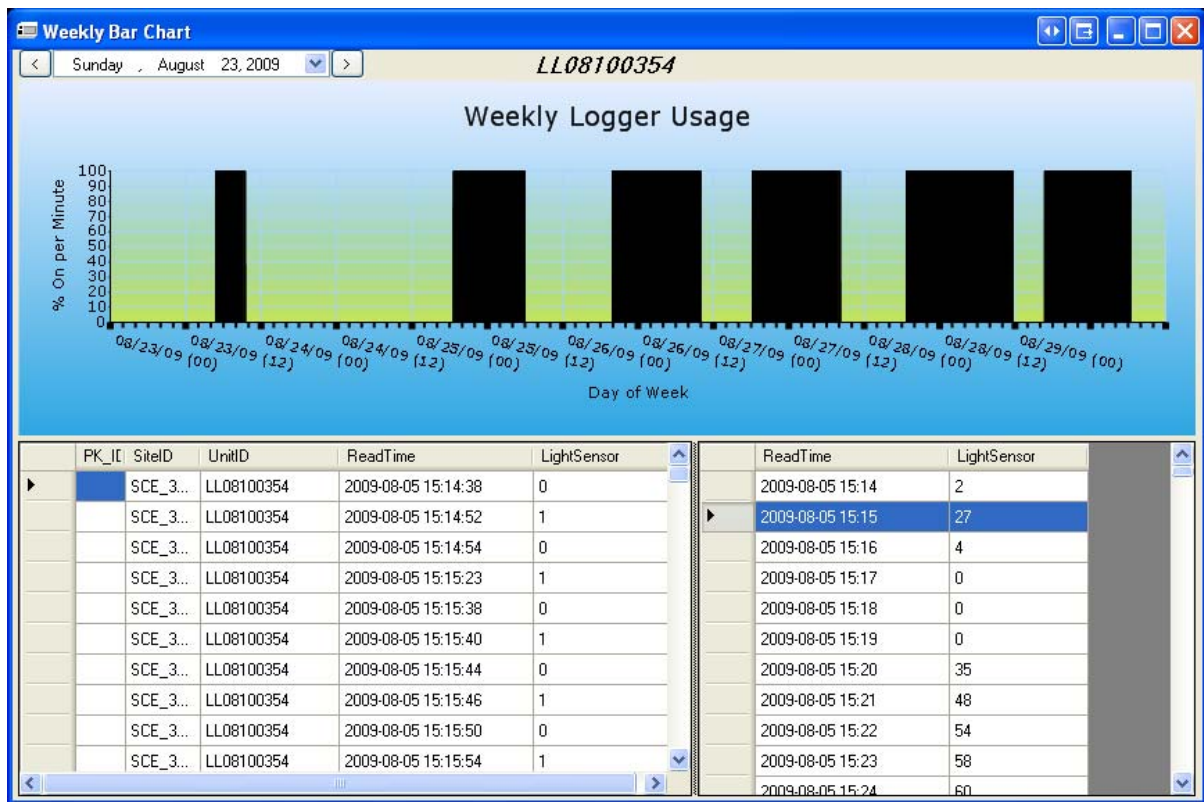 Weekly Bar Chart
< Sunday , August 23, 2009 >
LL08100354
Weekly Logger Usage
% On per Minute
100
90
80
70
60
50
40
30
20
10
0
08/23/09 (00)
08/23/09 (12)
08/24/09 (00)
08/24/09 (12)
08/25/09 (00)
08/25/09 (12)
08/26/09 (00)
08/26/09 (12)
08/27/09 (00)
08/27/09 (12)
08/28/09 (00)
08/28/09 (12)
08/29/09 (00)
Day of Week
PK_ID SiteID UnitID ReadTime LightSensor
SCE_3... LL08100354 2009-08-05 15:14:38 0
SCE_3... LL08100354 2009-08-05 15:14:52 1
SCE_3... LL08100354 2009-08-05 15:14:54 0
SCE_3... LL08100354 2009-08-05 15:15:23 1
SCE_3... LL08100354 2009-08-05 15:15:38 0
SCE_3... LL08100354 2009-08-05 15:15:40 1
SCE_3... LL08100354 2009-08-05 15:15:44 0
SCE_3... LL08100354 2009-08-05 15:15:46 1
SCE_3... LL08100354 2009-08-05 15:15:50 0
SCE_3... LL08100354 2009-08-05 15:15:54 1
ReadTime LightSensor
2009-08-05 15:14 2
2009-08-05 15:15 27
2009-08-05 15:16 4
2009-08-05 15:17 0
2009-08-05 15:18 0
2009-08-05 15:19 0
2009-08-05 15:20 35
2009-08-05 15:21 48
2009-08-05 15:22 54
2009-08-05 15:23 58
2009-08-05 15:24 60